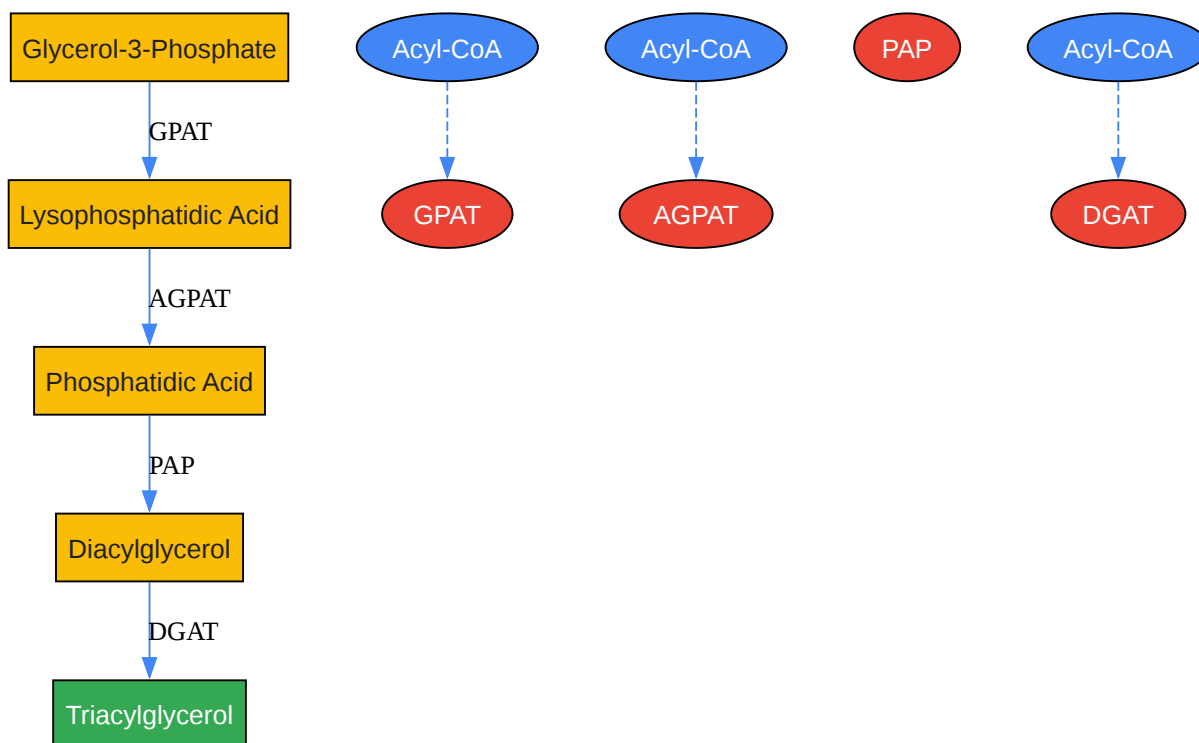 Glycerol-3-Phosphate
Acyl-CoA
Acyl-CoA
PAP
Acyl-CoA
GPAT
Lysophosphatidic Acid
GPAT
AGPAT
DGAT
AGPAT
Phosphatidic Acid
PAP
Diacylglycerol
DGAT
Triacylglycerol